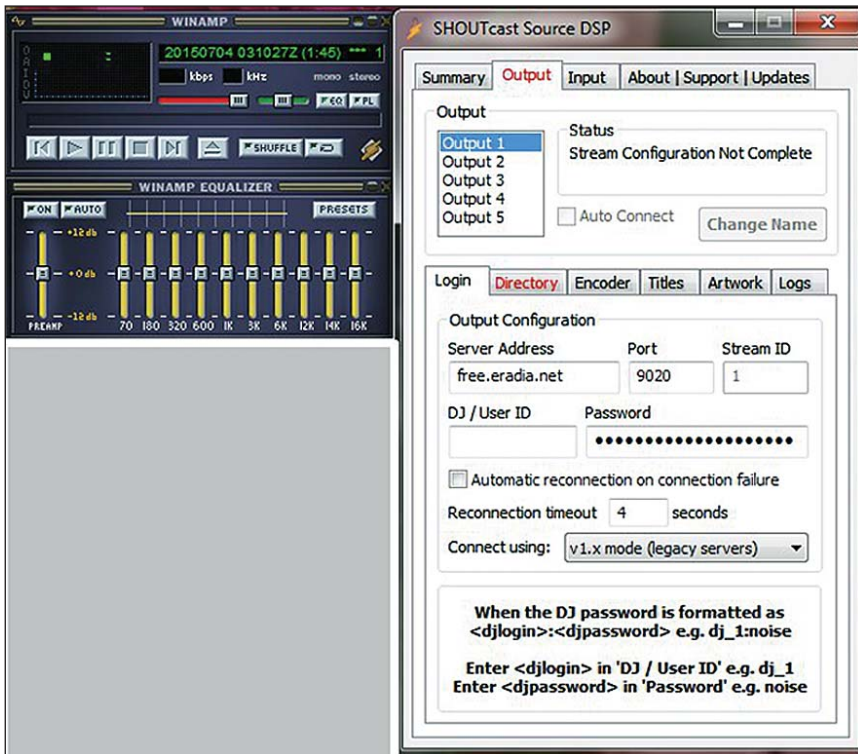 WINAMP
O
A
I
D
V
20150704 031027Z (1:45) *** 1
kbps kHz mono stereo
EQ PL
SHUFFLE
WINAMP EQUALIZER
ON AUTO PRESETS
+12 db
+0 db
-12 db
PREAMP 70 180 320 600 1K 3K 6K 12K 14K 16K
SHOUTcast Source DSP
Summary Output Input About | Support | Updates
Output
Output 1
Output 2
Output 3
Output 4
Output 5
Status
Stream Configuration Not Complete
Auto Connect Change Name
Login Directory Encoder Titles Artwork Logs
Output Configuration
Server Address Port Stream ID
free.eradia.net 9020 1
DJ / User ID Password
Automatic reconnection on connection failure
Reconnection timeout 4 seconds
Connect using: v1.x mode (legacy servers)
When the DJ password is formatted as
<djlogin>:<djpassword> e.g. dj_1:noise
Enter <djlogin> in 'DJ / User ID' e.g. dj_1
Enter <djpassword> in 'Password' e.g. noise